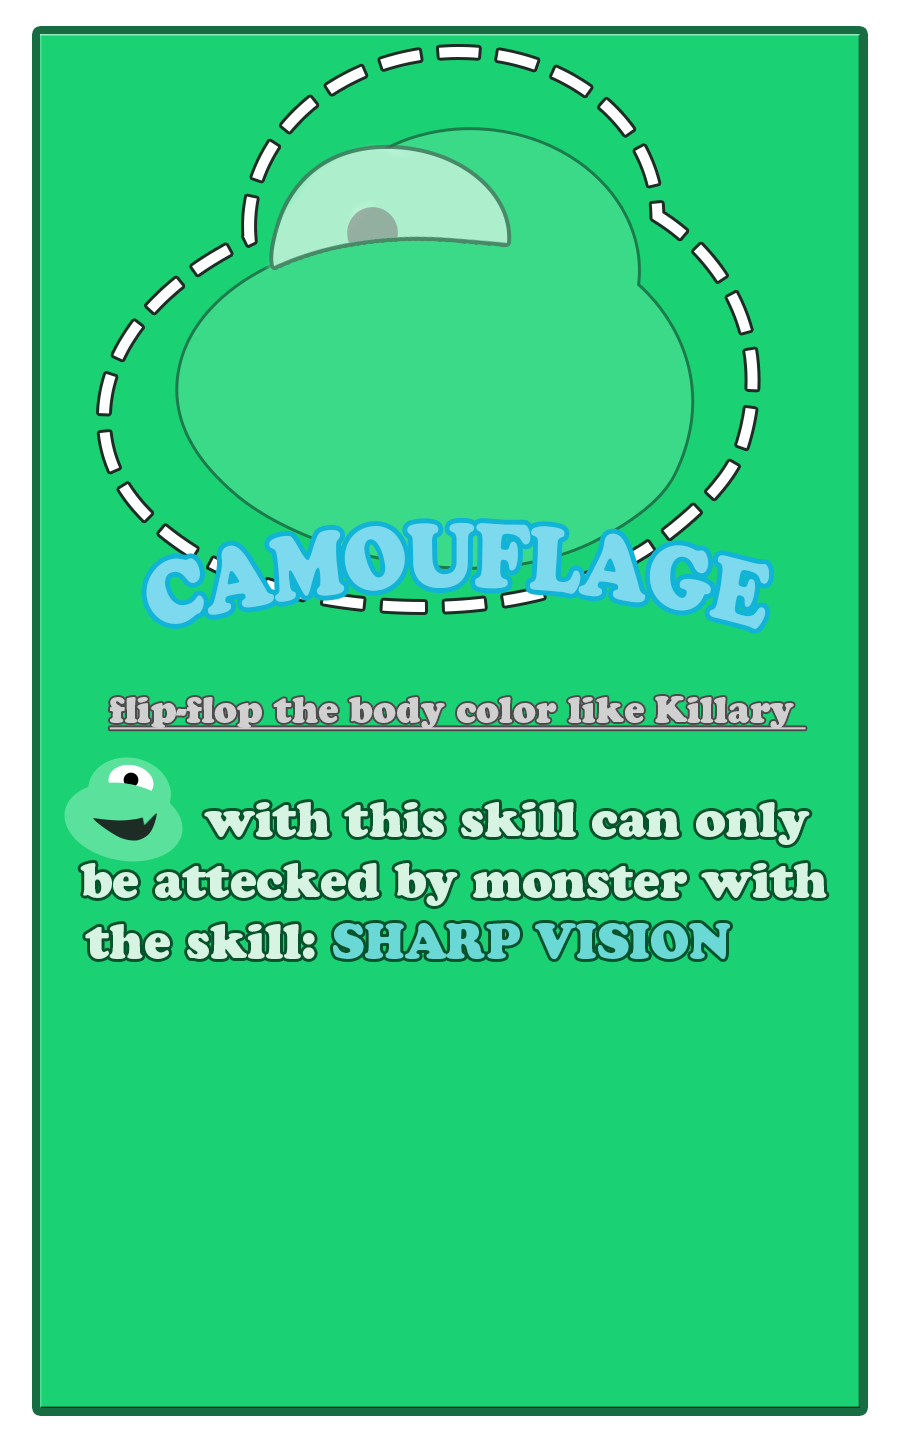 CAMOUFLAGE
flip-flop the body color like Killary
with this skill can only
be attecked by monster with
the skill: SHARP VISION